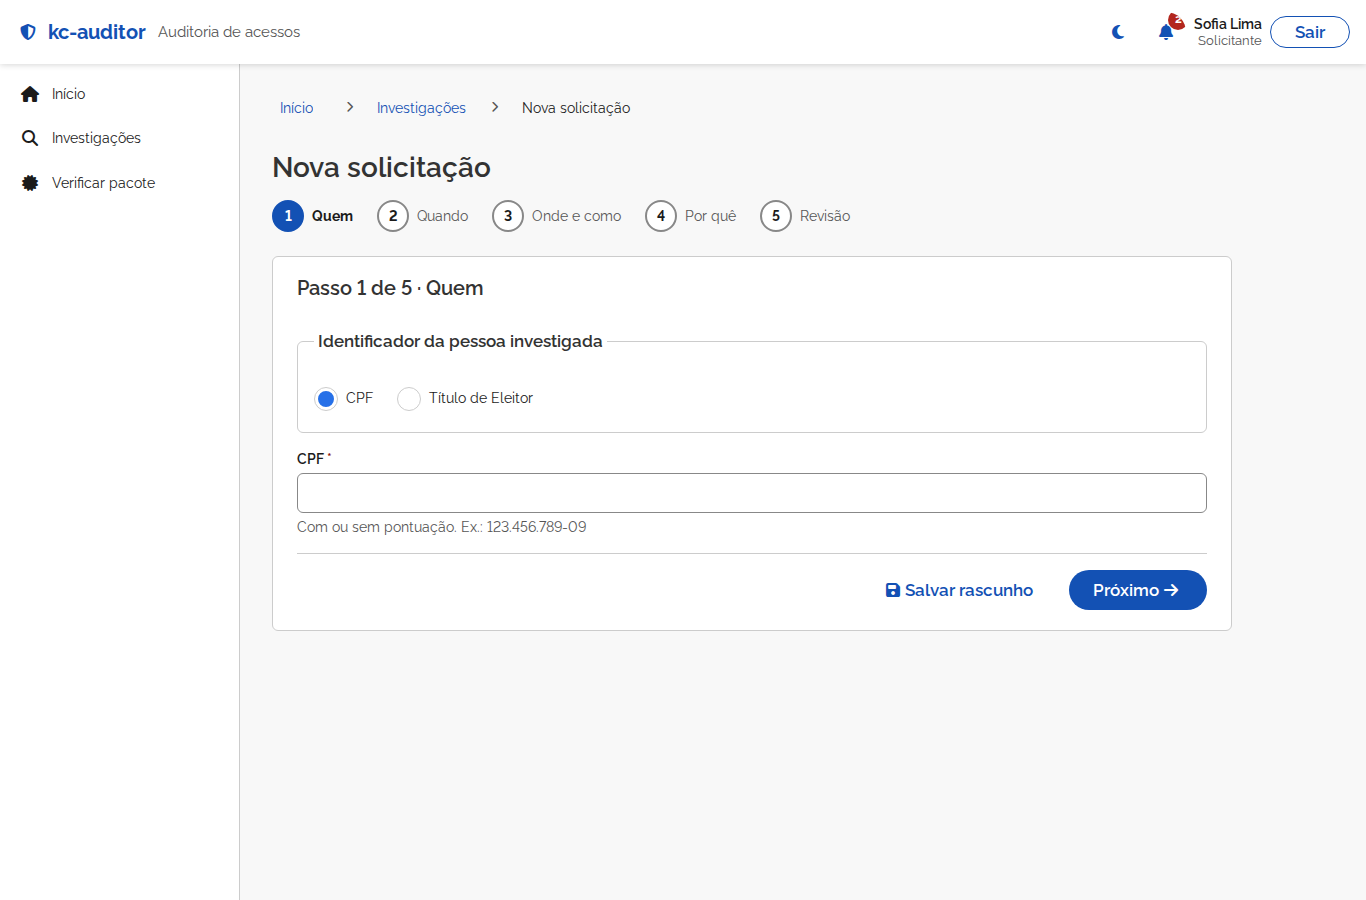 kc-auditor Auditoria de acessos
2
Sofia Lima
Solicitante
Sair
Início
Investigações
Verificar pacote
Início > Investigações > Nova solicitação
Nova solicitação
1 Quem 2 Quando 3 Onde e como 4 Por quê 5 Revisão
Passo 1 de 5 · Quem
Identificador da pessoa investigada
CPF Título de Eleitor
CPF *
Com ou sem pontuação. Ex.: 123.456.789-09
Salvar rascunho Próximo →